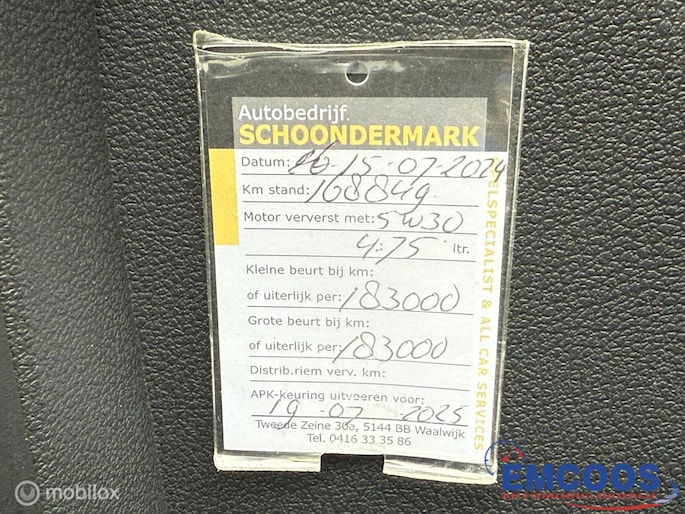 Autobedrijf.
SCHOONDERMARK
Datum: 15-07-2024
Km stand: 168849
Motor ververst met: 5W30
4:75 ltr.
Kleine beurt bij km:
of uiterlijk per: 183000
Grote beurt bij km:
of uiterlijk per: 183000
Distrib.riem verv. km:
APK-keuring uitvoeren voor:
19-07-2025
Tweede Zeine 30a, 5144 BB Waalwijk
Tel. 0416 33 35 86
ELSPECIALIST & ALL CAR SERVICES
mobilox
EMCOOS